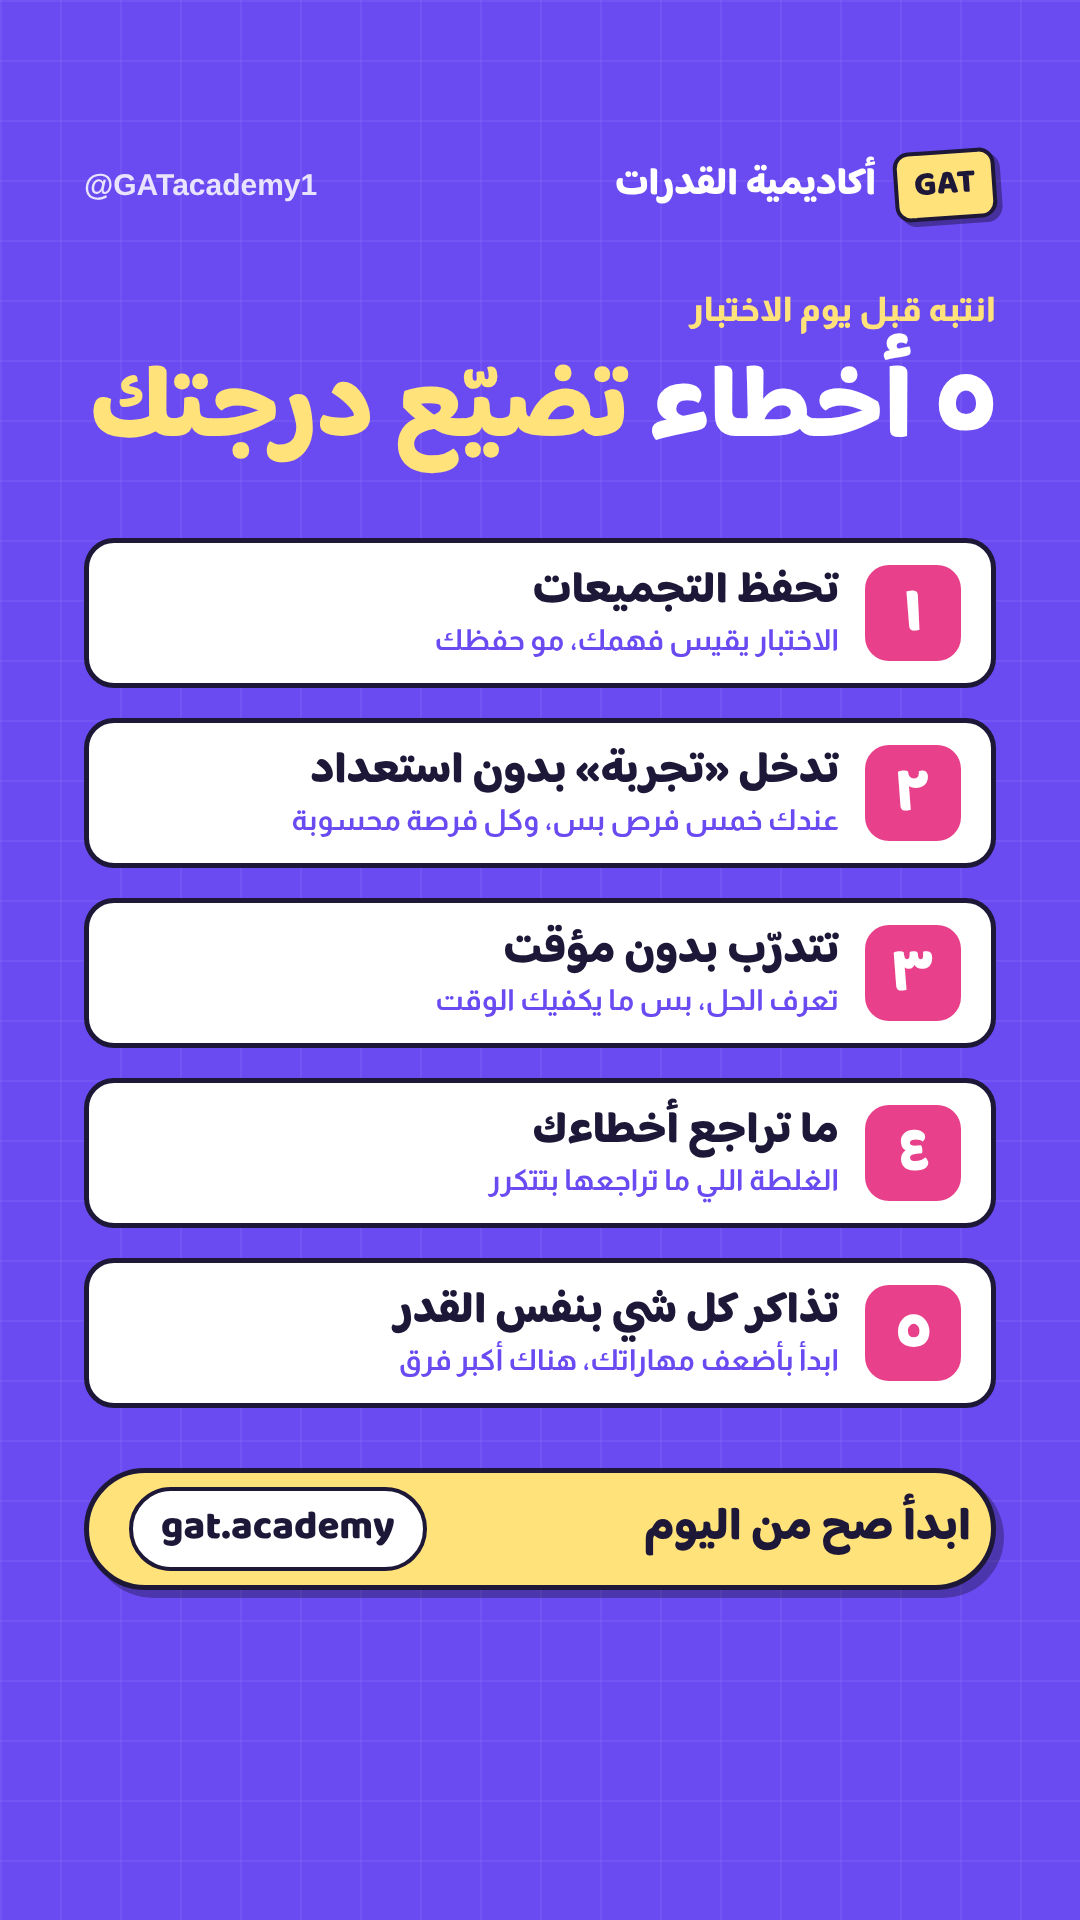 GAT
أكاديمية القدرات
@GATacademy1
انتبه قبل يوم الاختبار
٥ أخطاء تضيّع درجتك
١
تحفظ التجميعات
الاختبار يقيس فهمك، مو حفظك
٢
تدخل «تجربة» بدون استعداد
عندك خمس فرص بس، وكل فرصة محسوبة
٣
تتدرّب بدون مؤقت
تعرف الحل، بس ما يكفيك الوقت
٤
ما تراجع أخطاءك
الغلطة اللي ما تراجعها بتتكرر
٥
تذاكر كل شي بنفس القدر
ابدأ بأضعف مهاراتك، هناك أكبر فرق
ابدأ صح من اليوم
gat.academy